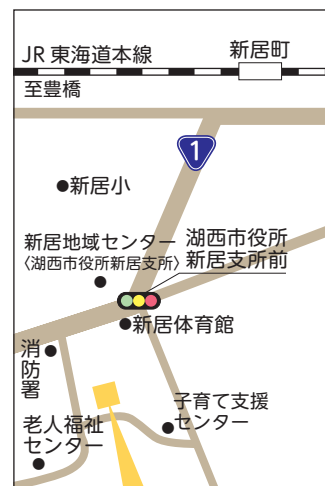 JR東海道本線
新居町
至豊橋
1
●新居小
新居地域センター
〈湖西市役所新居支所〉
湖西市役所
新居支所前
●新居体育館
消防署
子育て支援
センター
老人福祉
センター